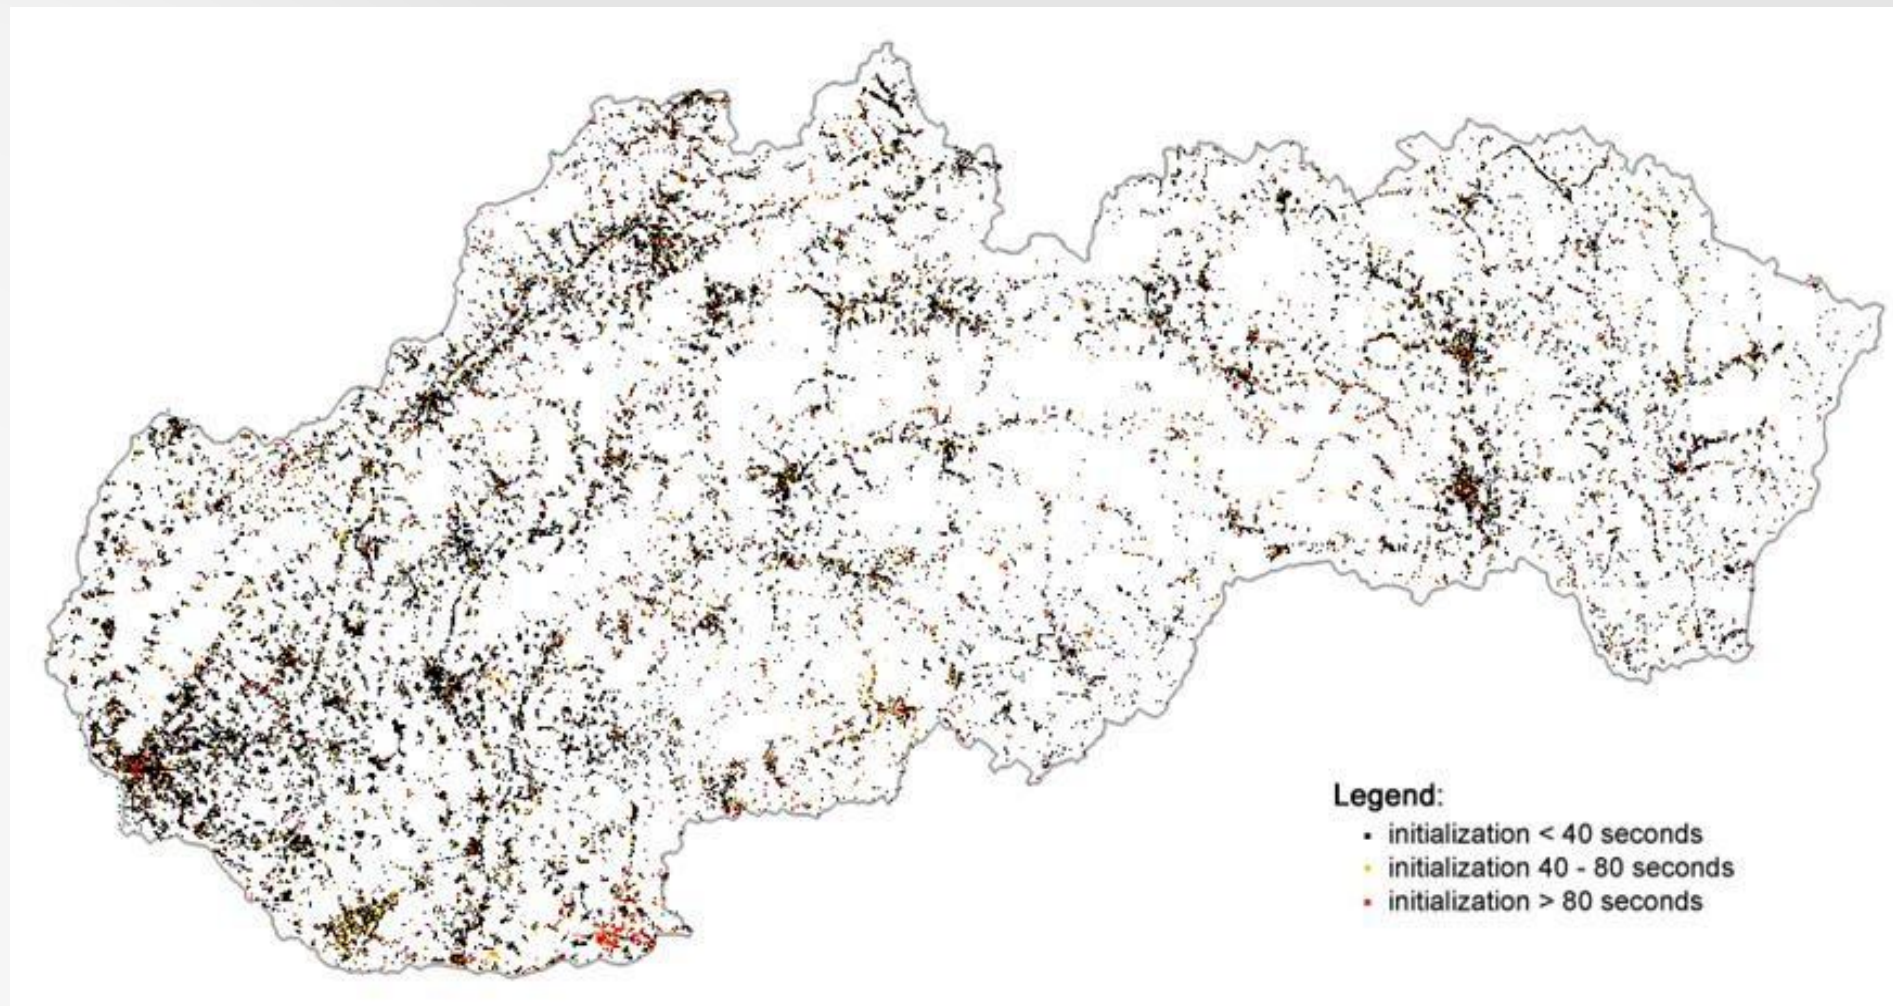 Legend:
initialization < 40 seconds
initialization 40 - 80 seconds
initialization > 80 seconds